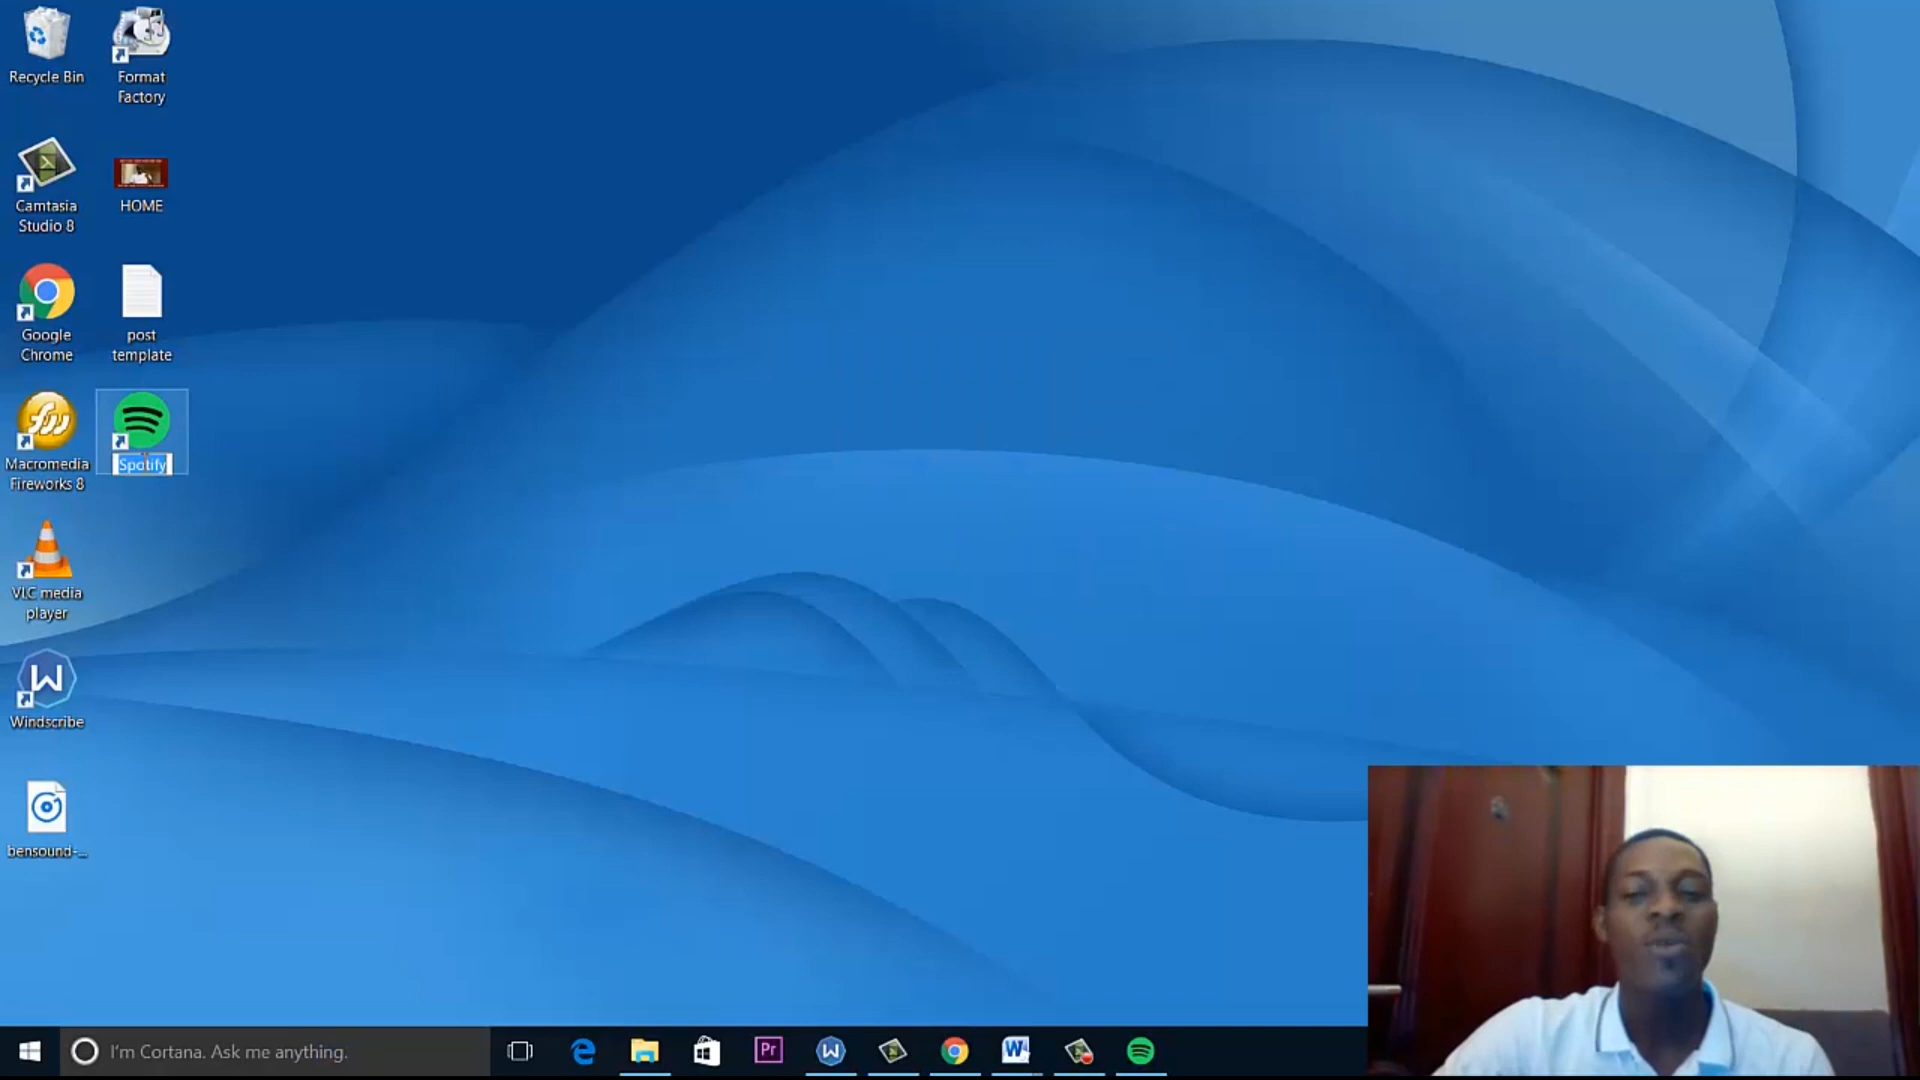 Recycle Bin
Format
Factory
Camtasia
Studio 8
HOME
Google
Chrome
post
template
Macromedia
Fireworks 8
Spotify
VLC media
player
Windscribe
bensound-...
I'm Cortana. Ask me anything.
Pr
W